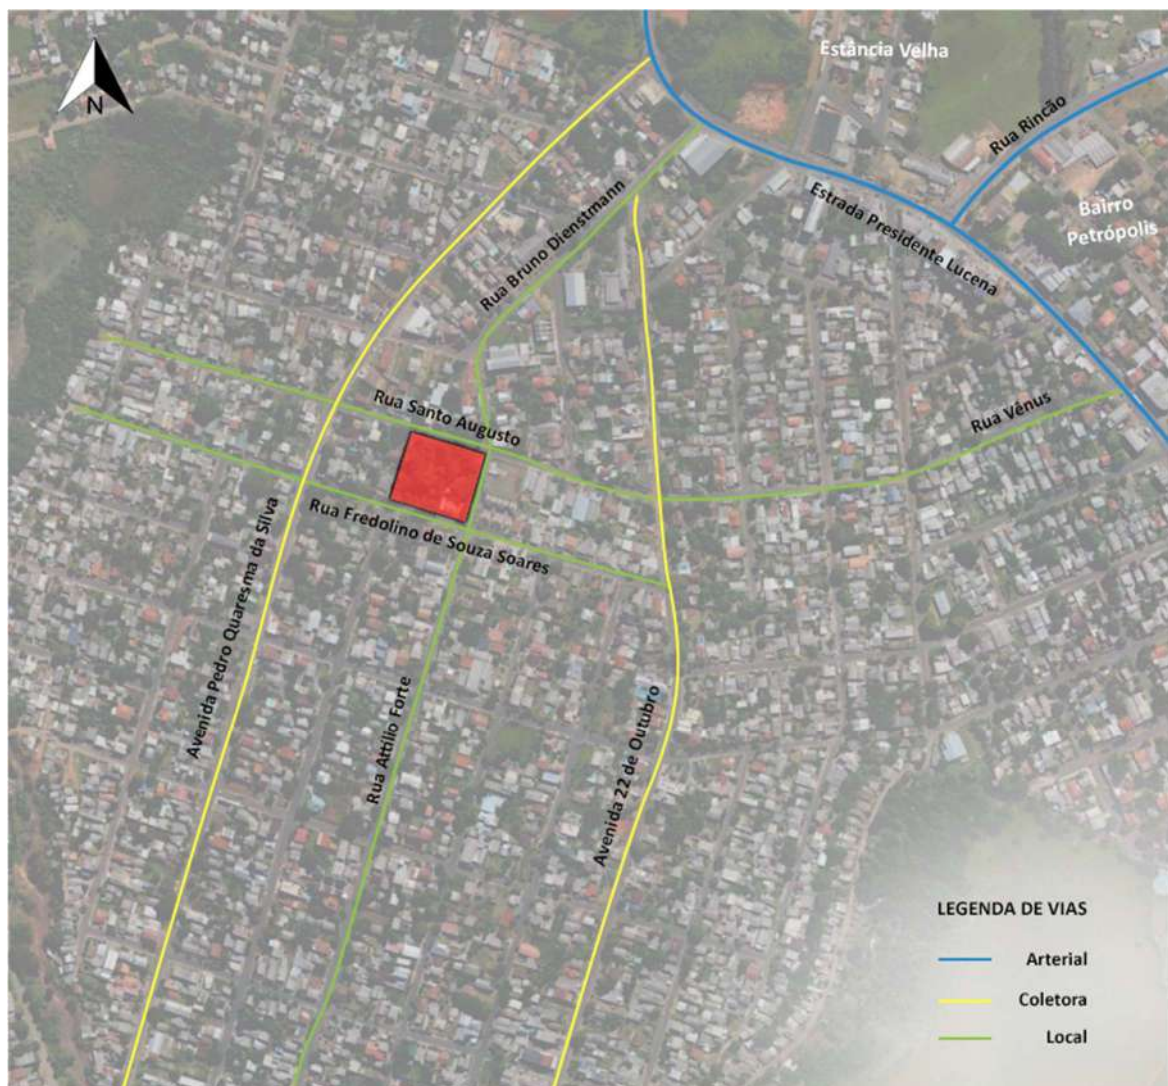 Estância Velha
Rua Rincão
Bairro
Petrópolis
Estrada Presidente Lucena
Rua Bruno Dienstmann
Rua Santo Augusto
Rua Vênus
Rua Fredolino de Souza Soares
Avenida Pedro Quaresma da Silva
Rua Attílio Forte
Avenida 22 de Outubro
N
LEGENDA DE VIAS
Arterial
Coletora
Local